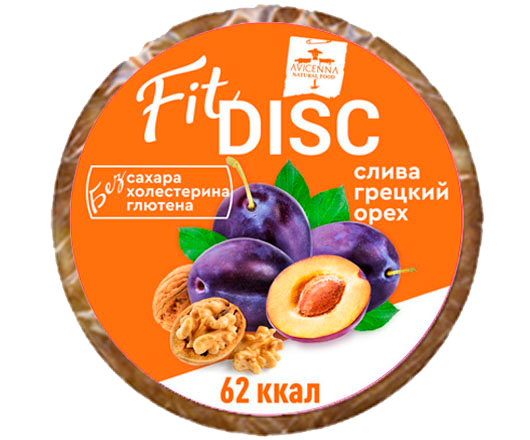 AVICENNA
NATURAL FOOD
Fit
DISC
Без
сахара
холестерина
глютена
слива
грецкий
орех
62 ккал